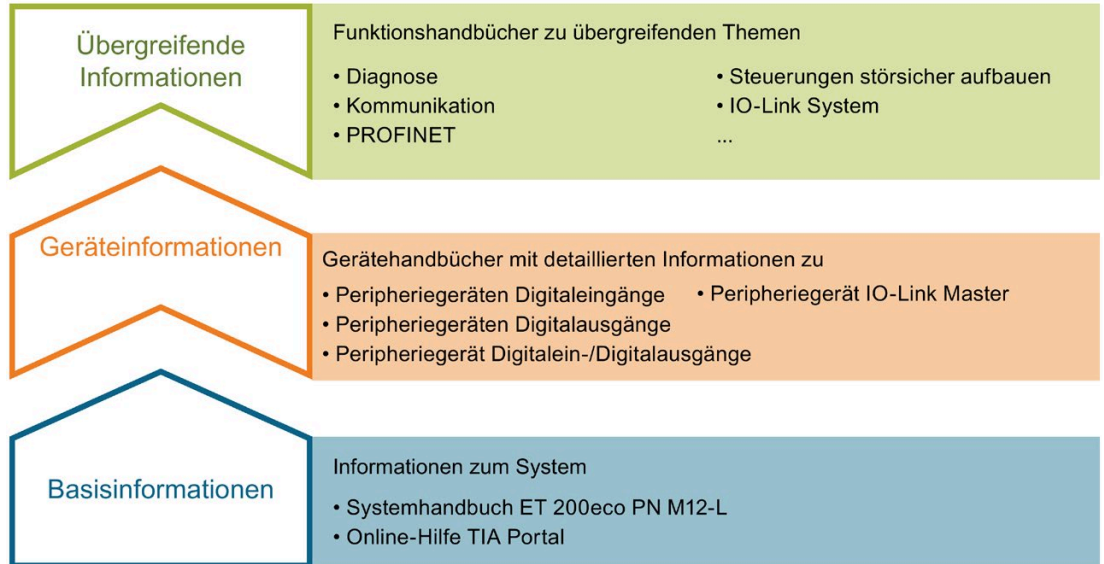 Übergreifende
Informationen
Funktionshandbücher zu übergreifenden Themen
• Diagnose
• Kommunikation
• PROFINET
• Steuerungen störsicher aufbauen
• IO-Link System
...
Geräteinformationen
Gerätehandbücher mit detaillierten Informationen zu
• Peripheriegeräten Digitaleingänge
• Peripheriegeräten Digitalausgänge
• Peripheriegerät Digitalein-/Digitalausgänge
• Peripheriegerät IO-Link Master
Basisinformationen
Informationen zum System
• Systemhandbuch ET 200eco PN M12-L
• Online-Hilfe TIA Portal